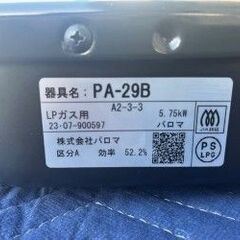 器具名: PA-29B
A2-3-3
LPガス用 5.75kW
23-07-900597 パロマ
株式会社パロマ
区分A 効率 52.2%
PS
LPG